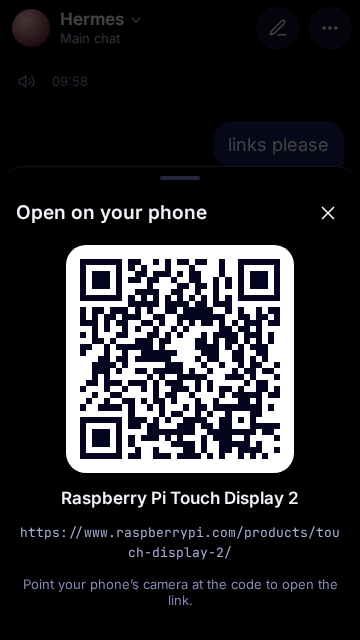 Hermes
Main chat
09:58
links please
Open on your phone
Raspberry Pi Touch Display 2
https://www.raspberrypi.com/products/tou
ch-display-2/
Point your phone’s camera at the code to open the
link.